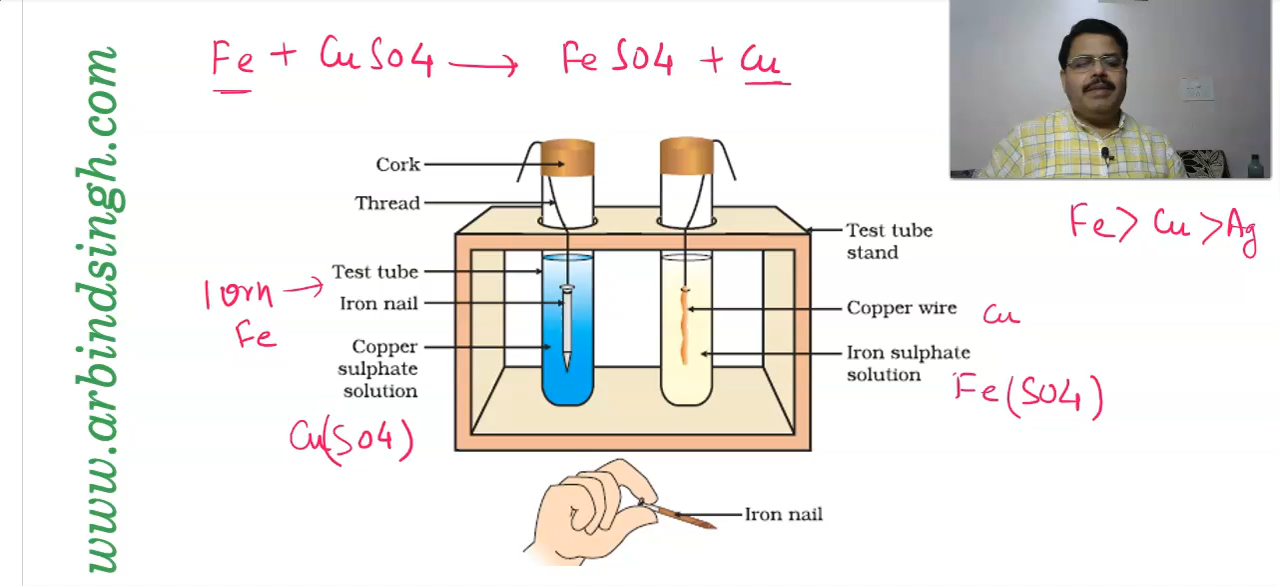 Fe + CuSO4 → FeSO4 + Cu
www.arbindsingh.com
Cork
Thread
Test tube
Iorn →
Fe
Iron nail
Copper
sulphate
solution
Cu(SO4)
Fe > Cu > Ag
Test tube
stand
Copper wire
Cu
Iron sulphate
solution
Fe(SO4)
Iron nail